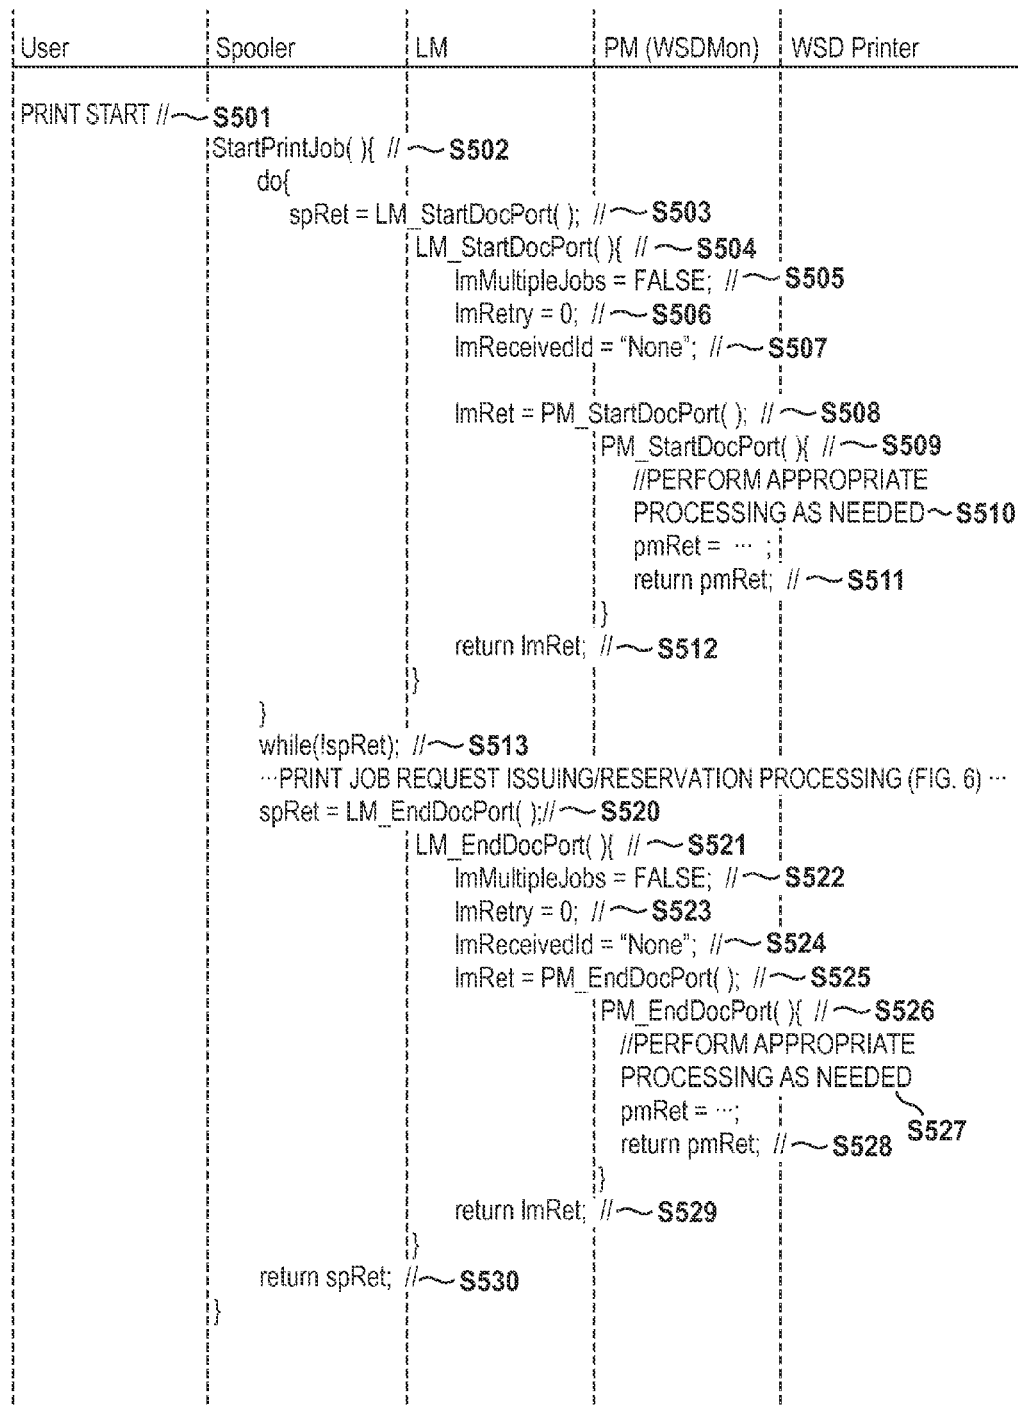 User Spooler LM PM (WSDMon) WSD Printer
PRINT START // S501
StartPrintJob( ){ // S502
do{
spRet = LM_StartDocPort( ); // S503
LM_StartDocPort( ){ // S504
lmMultipleJobs = FALSE; // S505
lmRetry = 0; // S506
lmReceivedId = “None”; // S507
lmRet = PM_StartDocPort( ); // S508
PM_StartDocPort( ){ // S509
//PERFORM APPROPRIATE
PROCESSING AS NEEDED S510
pmRet = ··· ;
return pmRet; // S511
}
return lmRet; // S512
}
}
while(!spRet); // S513
···PRINT JOB REQUEST ISSUING/RESERVATION PROCESSING (FIG. 6) ···
spRet = LM_EndDocPort( );// S520
LM_EndDocPort( ){ // S521
lmMultipleJobs = FALSE; // S522
lmRetry = 0; // S523
lmReceivedId = “None”; // S524
lmRet = PM_EndDocPort( ); // S525
PM_EndDocPort( ){ // S526
//PERFORM APPROPRIATE
PROCESSING AS NEEDED
pmRet = ···; S527
return pmRet; // S528
}
return lmRet; // S529
}
return spRet; // S530
}